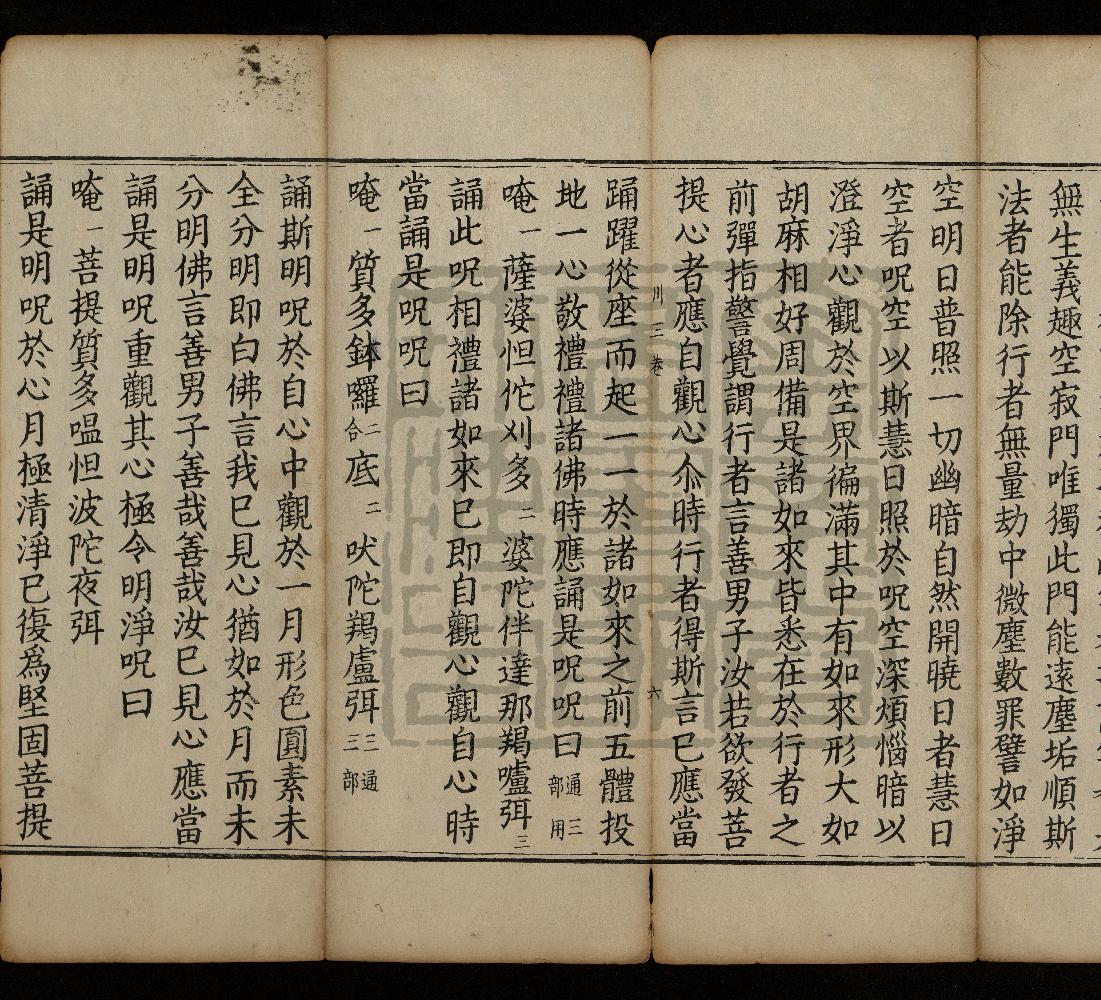 無生義趣空寂門唯獨此門能遠塵垢順斯
法者能除行者無量劫中微塵數罪譬如淨
空明日普照一切幽暗自然開曉日者慧日
空者呪空以斯慧日照於呪空深煩惱暗以
澄淨心觀於空界徧滿其中有如來形大如
胡麻相好周備是諸如來皆悉在於行者之
前彈指警覺謂行者言善男子汝若欲發菩
提心者應自觀心尒時行者得斯言已應當
川三 卷 六
踊躍從座而起一一於諸如來之前五體投
地一心敬禮禮諸佛時應誦是呪呪曰通三部用
唵一薩婆怛佗刈多二婆陀伴達那羯嚧弭三
誦此呪相禮諸如來已即自觀心觀自心時
當誦是呪呪曰
唵一質多鉢囉二合底二吠陀羯盧弭三通三部
誦斯明呪於自心中觀於一月形色圓素未
全分明即白佛言我已見心猶如於月而未
分明佛言善男子善哉善哉汝已見心應當
誦是明呪重觀其心極令明淨呪曰
唵一菩提質多嗢怛波陀夜弭
誦是明呪於心月極清淨已復爲堅固菩提